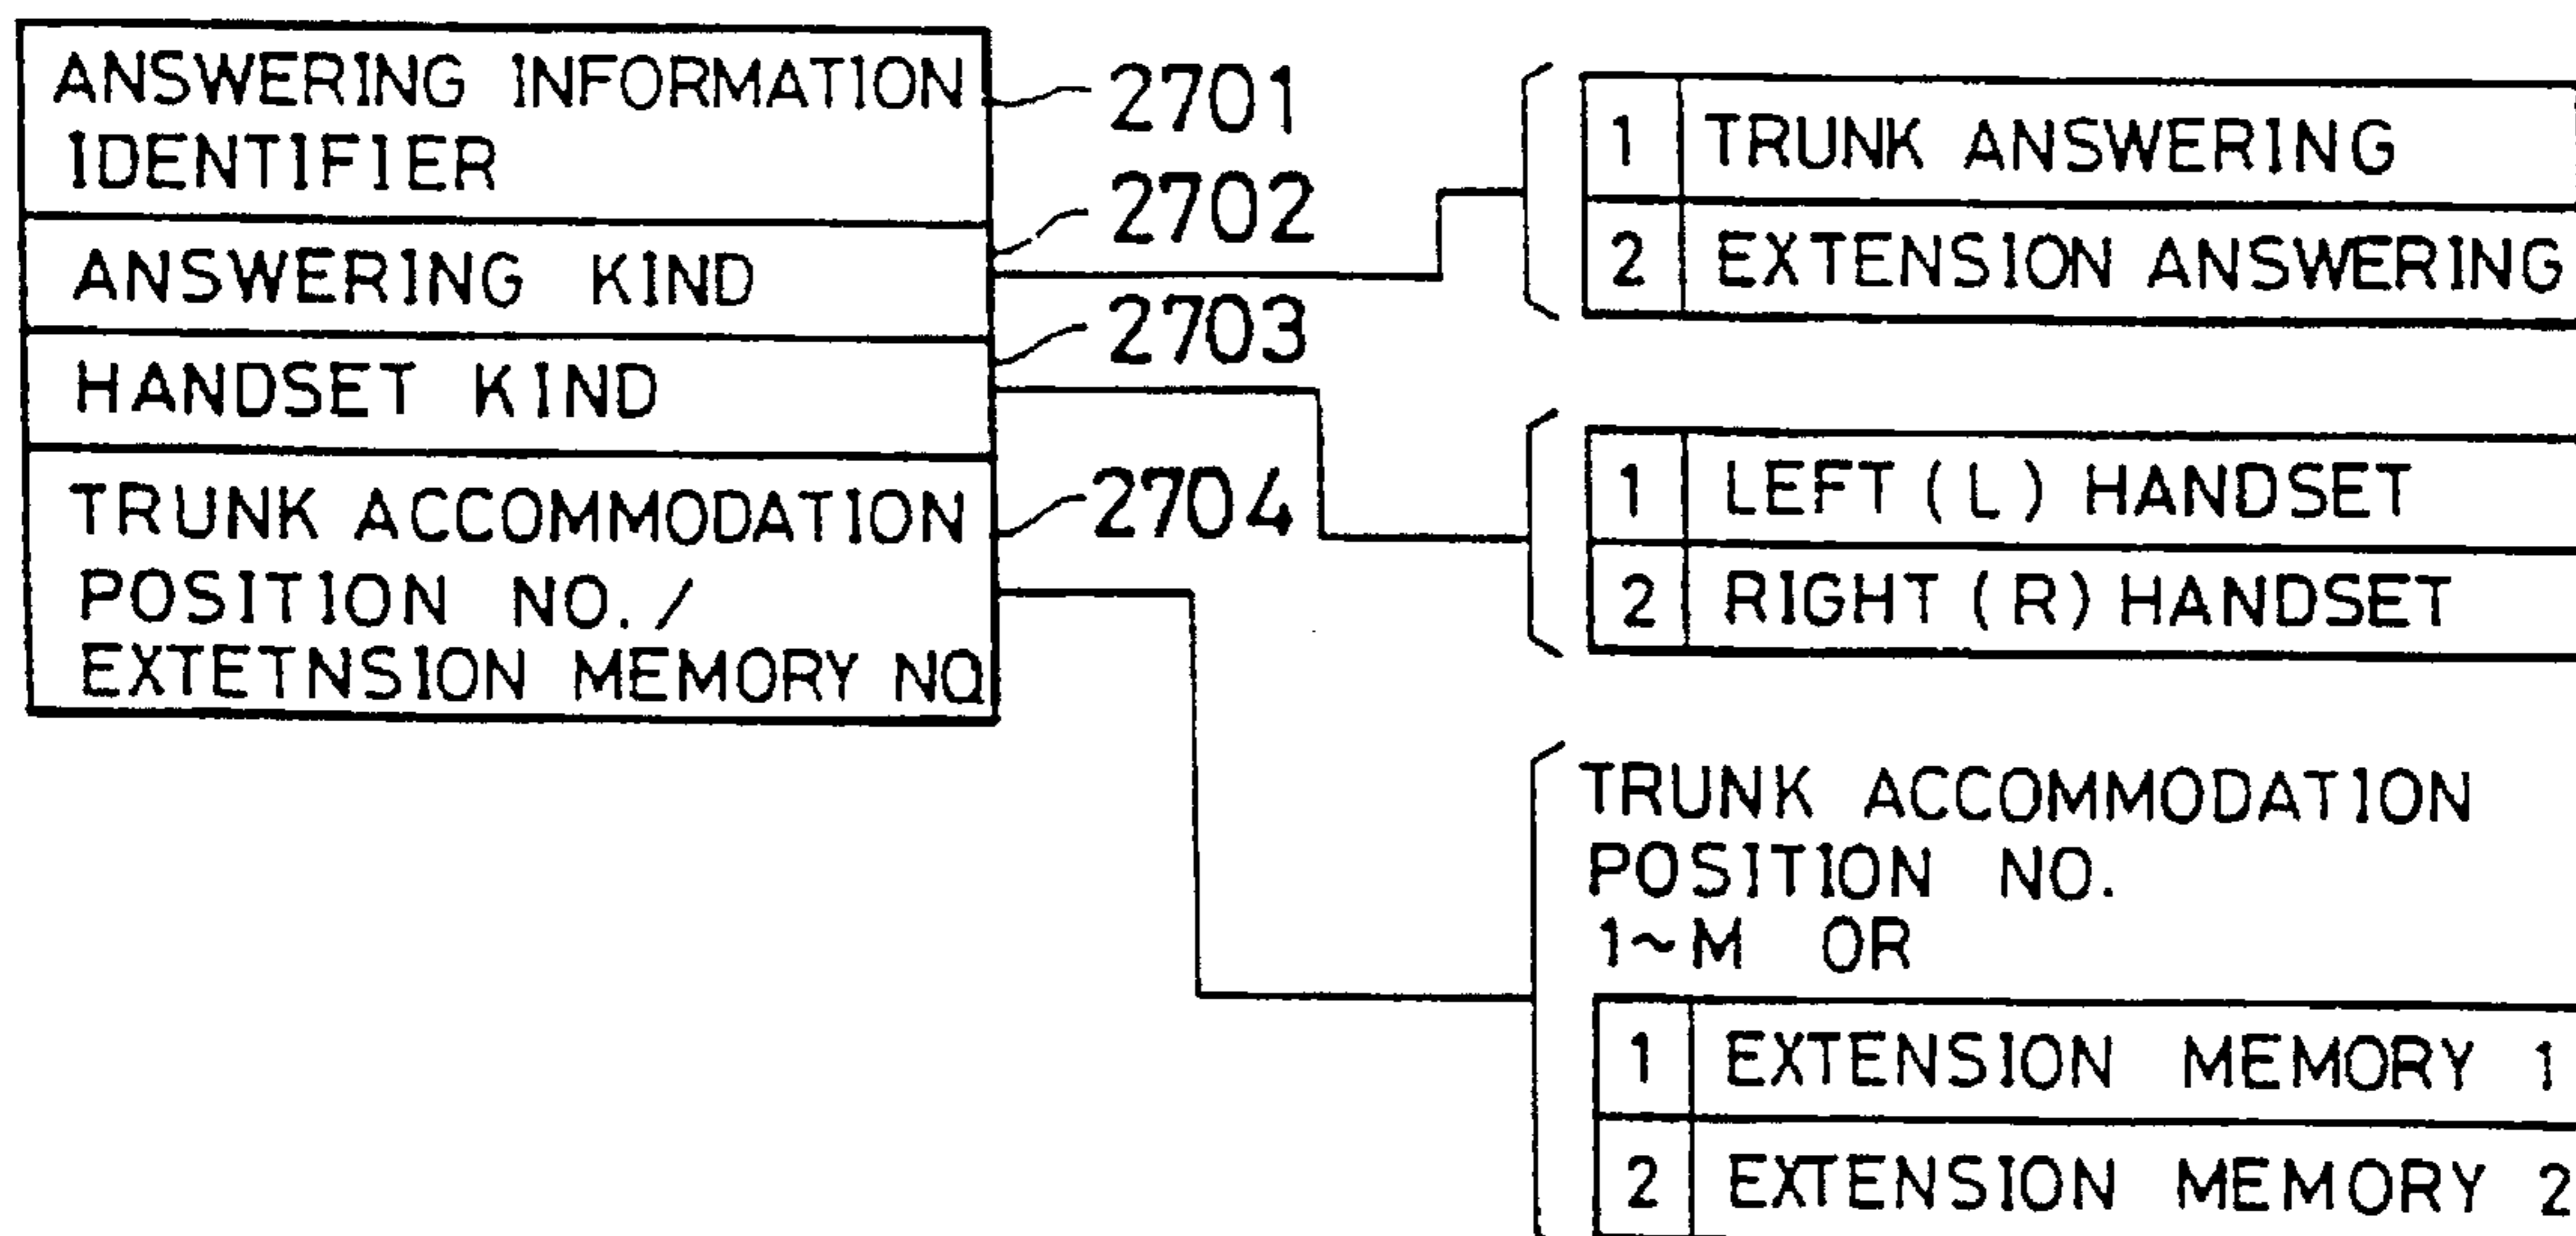 ANSWERING INFORMATION
IDENTIFIER
2701
ANSWERING KIND
2702
HANDSET KIND
2703
TRUNK ACCOMMODATION
POSITION NO./
EXTETNSION MEMORY NO
2704
1 TRUNK ANSWERING
2 EXTENSION ANSWERING
1 LEFT (L) HANDSET
2 RIGHT (R) HANDSET
TRUNK ACCOMMODATION
POSITION NO.
1~M OR
1 EXTENSION MEMORY 1
2 EXTENSION MEMORY 2